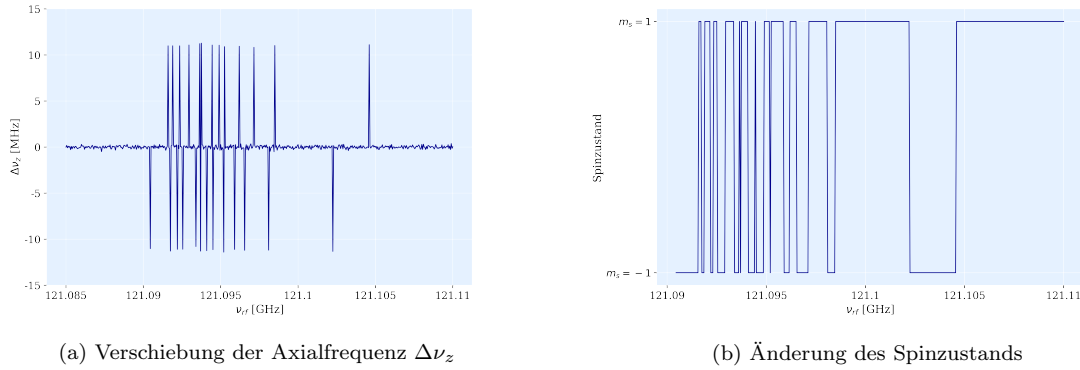 15
10
5
0
-5
-10
-15
Δν_z [MHz]
121.085 121.09 121.095 121.1 121.105 121.11
ν_rf [GHz]
(a) Verschiebung der Axialfrequenz Δν_z
m_s = 1
Spinzustand
m_s = −1
121.09 121.095 121.1 121.105 121.11
ν_rf [GHz]
(b) Änderung des Spinzustands